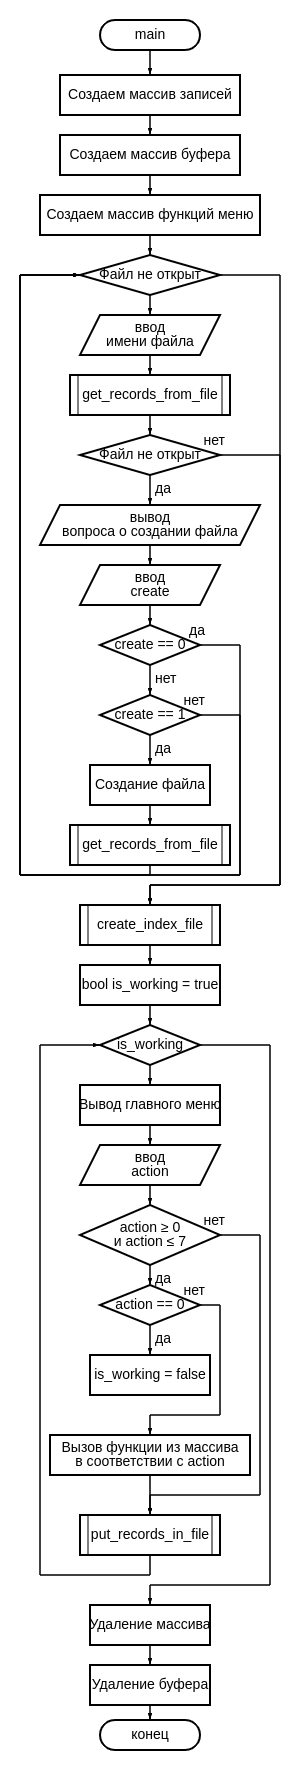 main
Создаем массив записей
Создаем массив буфера
Создаем массив функций меню
Файл не открыт
ввод
имени файла
get_records_from_file
нет
Файл не открыт
да
вывод
вопроса о создании файла
ввод
create
да
create == 0
нет
нет
create == 1
да
Создание файла
get_records_from_file
create_index_file
bool is_working = true
is_working
Вывод главного меню
ввод
action
нет
action ≥ 0
и action ≤ 7
да
нет
action == 0
да
is_working = false
Вызов функции из массива
в соответствии с action
put_records_in_file
Удаление массива
Удаление буфера
конец